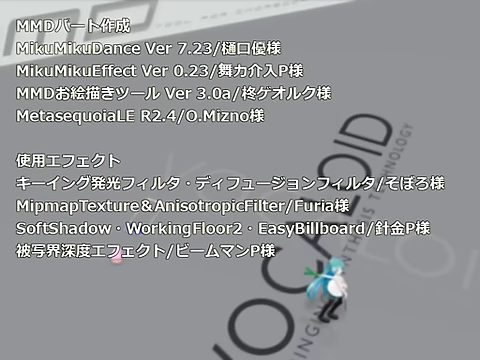 MMDパート作成
MikuMikuDance Ver 7.23/樋口優様
MikuMikuEffect Ver 0.23/舞力介入P様
MMDお絵描きツール Ver 3.0a/柊ゲオルク様
MetasequoiaLE R2.4/O.Mizno様
使用エフェクト
キーイング発光フィルタ・ディフュージョンフィルタ/そぼろ様
MipmapTexture＆AnisotropicFilter/Furia様
SoftShadow・WorkingFloor2・EasyBillboard/針金P様
被写界深度エフェクト/ビームマンP様
VOCALOID